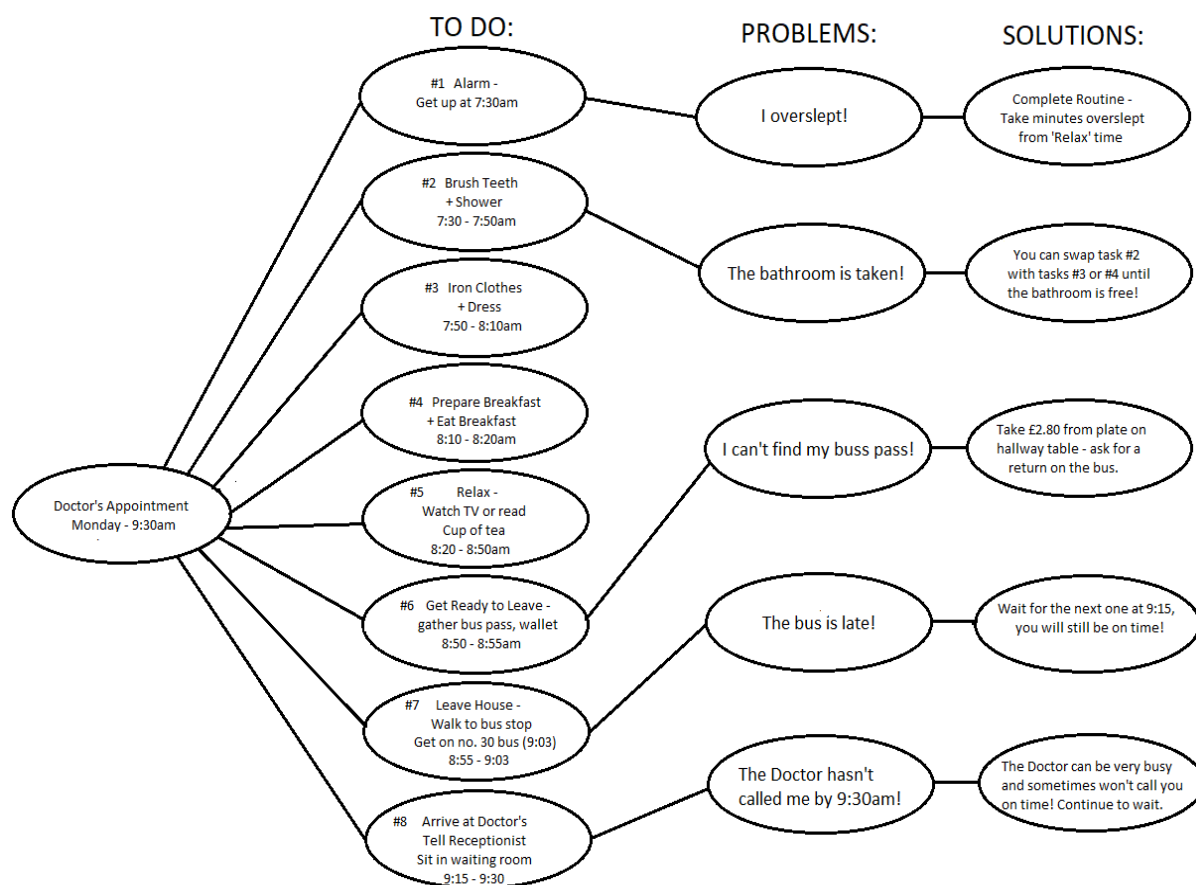 TO DO:
PROBLEMS:
SOLUTIONS:
Doctor's Appointment
Monday - 9:30am
#1 Alarm -
Get up at 7:30am
I overslept!
Complete Routine -
Take minutes overslept
from 'Relax' time
#2 Brush Teeth
+ Shower
7:30 - 7:50am
The bathroom is taken!
You can swap task #2
with tasks #3 or #4 until
the bathroom is free!
#3 Iron Clothes
+ Dress
7:50 - 8:10am
#4 Prepare Breakfast
+ Eat Breakfast
8:10 - 8:20am
#5 Relax -
Watch TV or read
Cup of tea
8:20 - 8:50am
#6 Get Ready to Leave -
gather bus pass, wallet
8:50 - 8:55am
I can't find my buss pass!
Take £2.80 from plate on
hallway table - ask for a
return on the bus.
#7 Leave House -
Walk to bus stop
Get on no. 30 bus (9:03)
8:55 - 9:03
The bus is late!
Wait for the next one at 9:15,
you will still be on time!
#8 Arrive at Doctor's
Tell Receptionist
Sit in waiting room
9:15 - 9:30
The Doctor hasn't
called me by 9:30am!
The Doctor can be very busy
and sometimes won't call you
on time! Continue to wait.